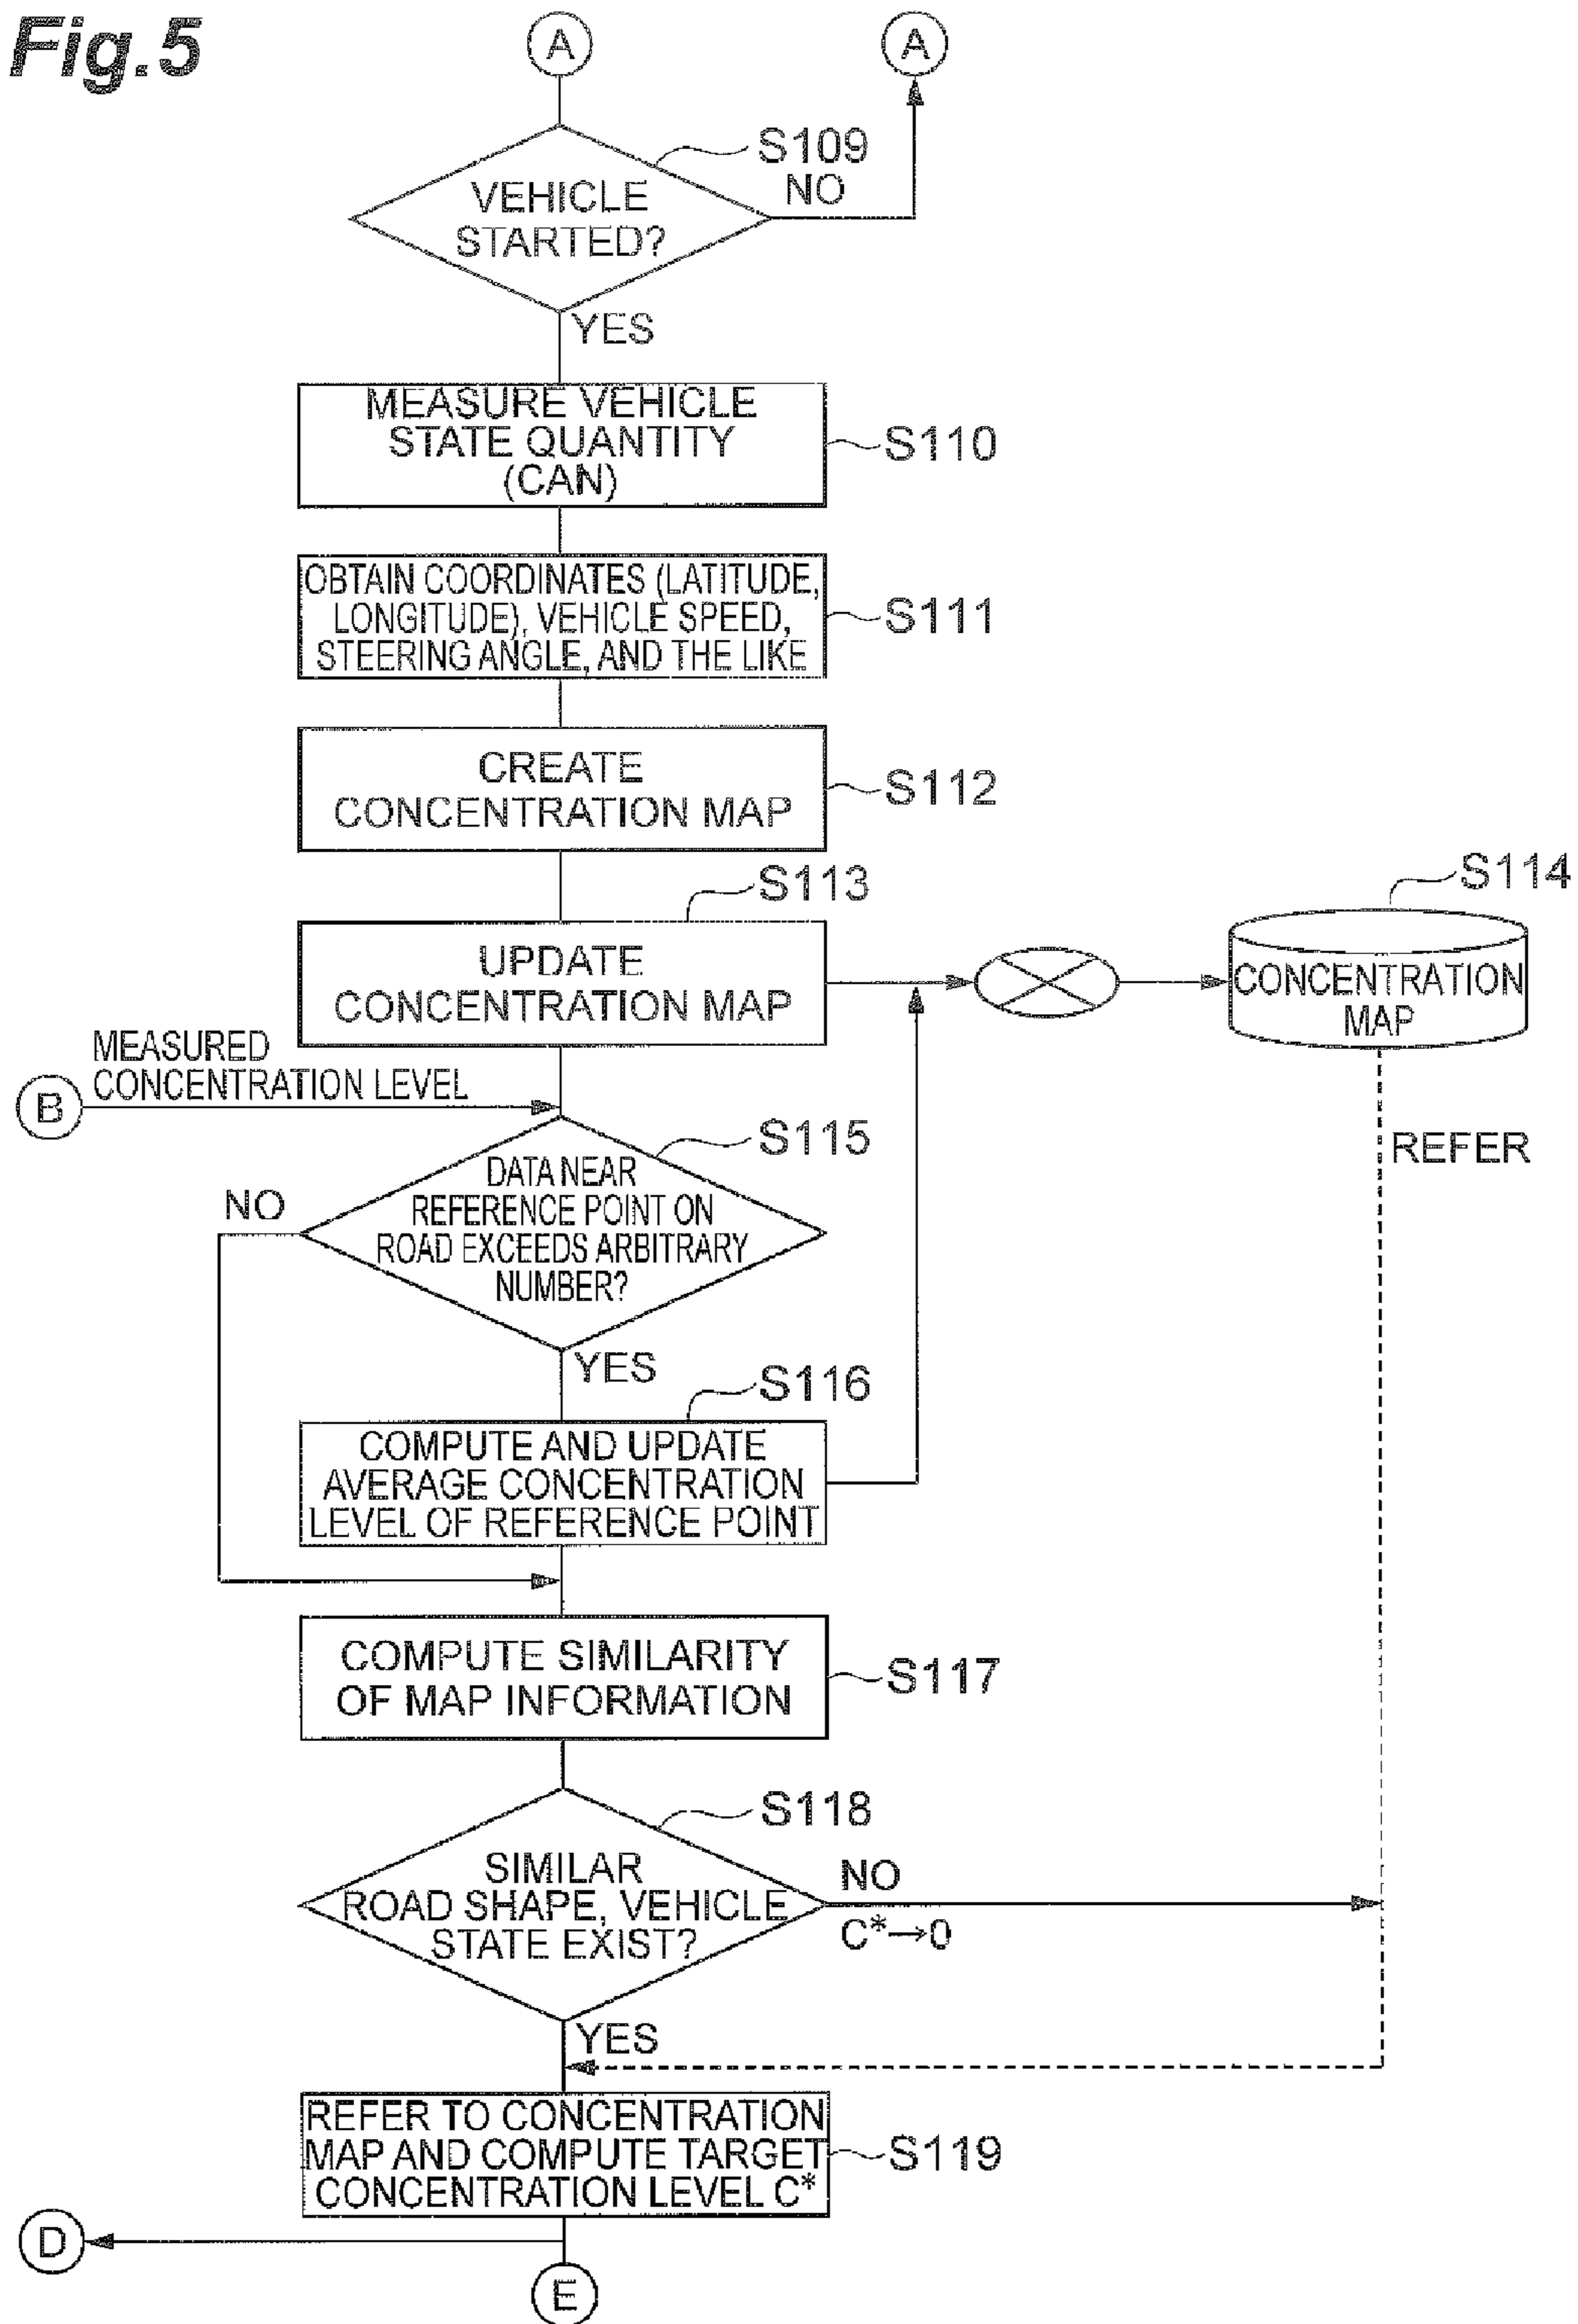 Fig.5
A
A
S109
NO
VEHICLE
STARTED?
YES
MEASURE VEHICLE
STATE QUANTITY
(CAN)
S110
OBTAIN COORDINATES (LATITUDE,
LONGITUDE), VEHICLE SPEED,
STEERING ANGLE, AND THE LIKE
S111
CREATE
CONCENTRATION MAP
S112
S113
UPDATE
CONCENTRATION MAP
S114
CONCENTRATION
MAP
MEASURED
CONCENTRATION LEVEL
B
S115
REFER
DATA NEAR
REFERENCE POINT ON
ROAD EXCEEDS ARBITRARY
NUMBER?
NO
YES
S116
COMPUTE AND UPDATE
AVERAGE CONCENTRATION
LEVEL OF REFERENCE POINT
COMPUTE SIMILARITY
OF MAP INFORMATION
S117
S118
SIMILAR
ROAD SHAPE, VEHICLE
STATE EXIST?
NO
C*→0
YES
REFER TO CONCENTRATION
MAP AND COMPUTE TARGET
CONCENTRATION LEVEL C*
S119
D
E